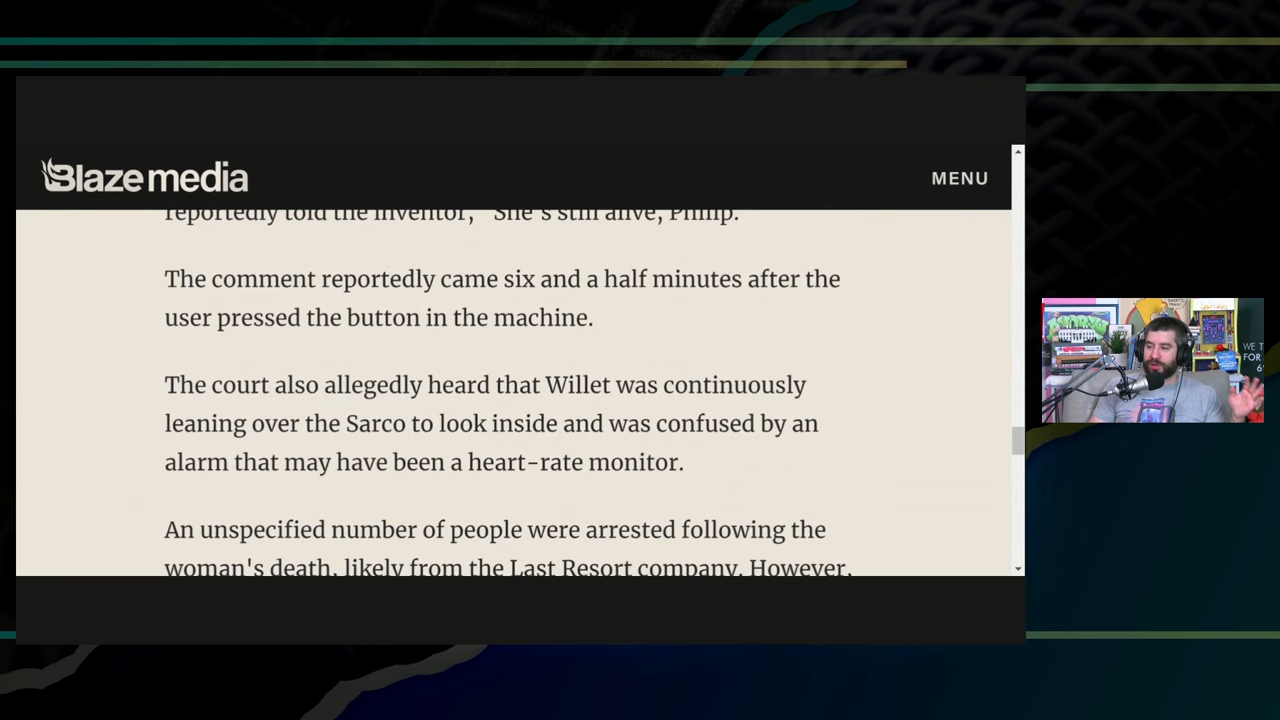 Blaze media
MENU
reportedly told the inventor, "She's still alive, Philip."
The comment reportedly came six and a half minutes after the
user pressed the button in the machine.
The court also allegedly heard that Willet was continuously
leaning over the Sarco to look inside and was confused by an
alarm that may have been a heart-rate monitor.
An unspecified number of people were arrested following the
woman's death, likely from the Last Resort company. However,
WE T
FOR